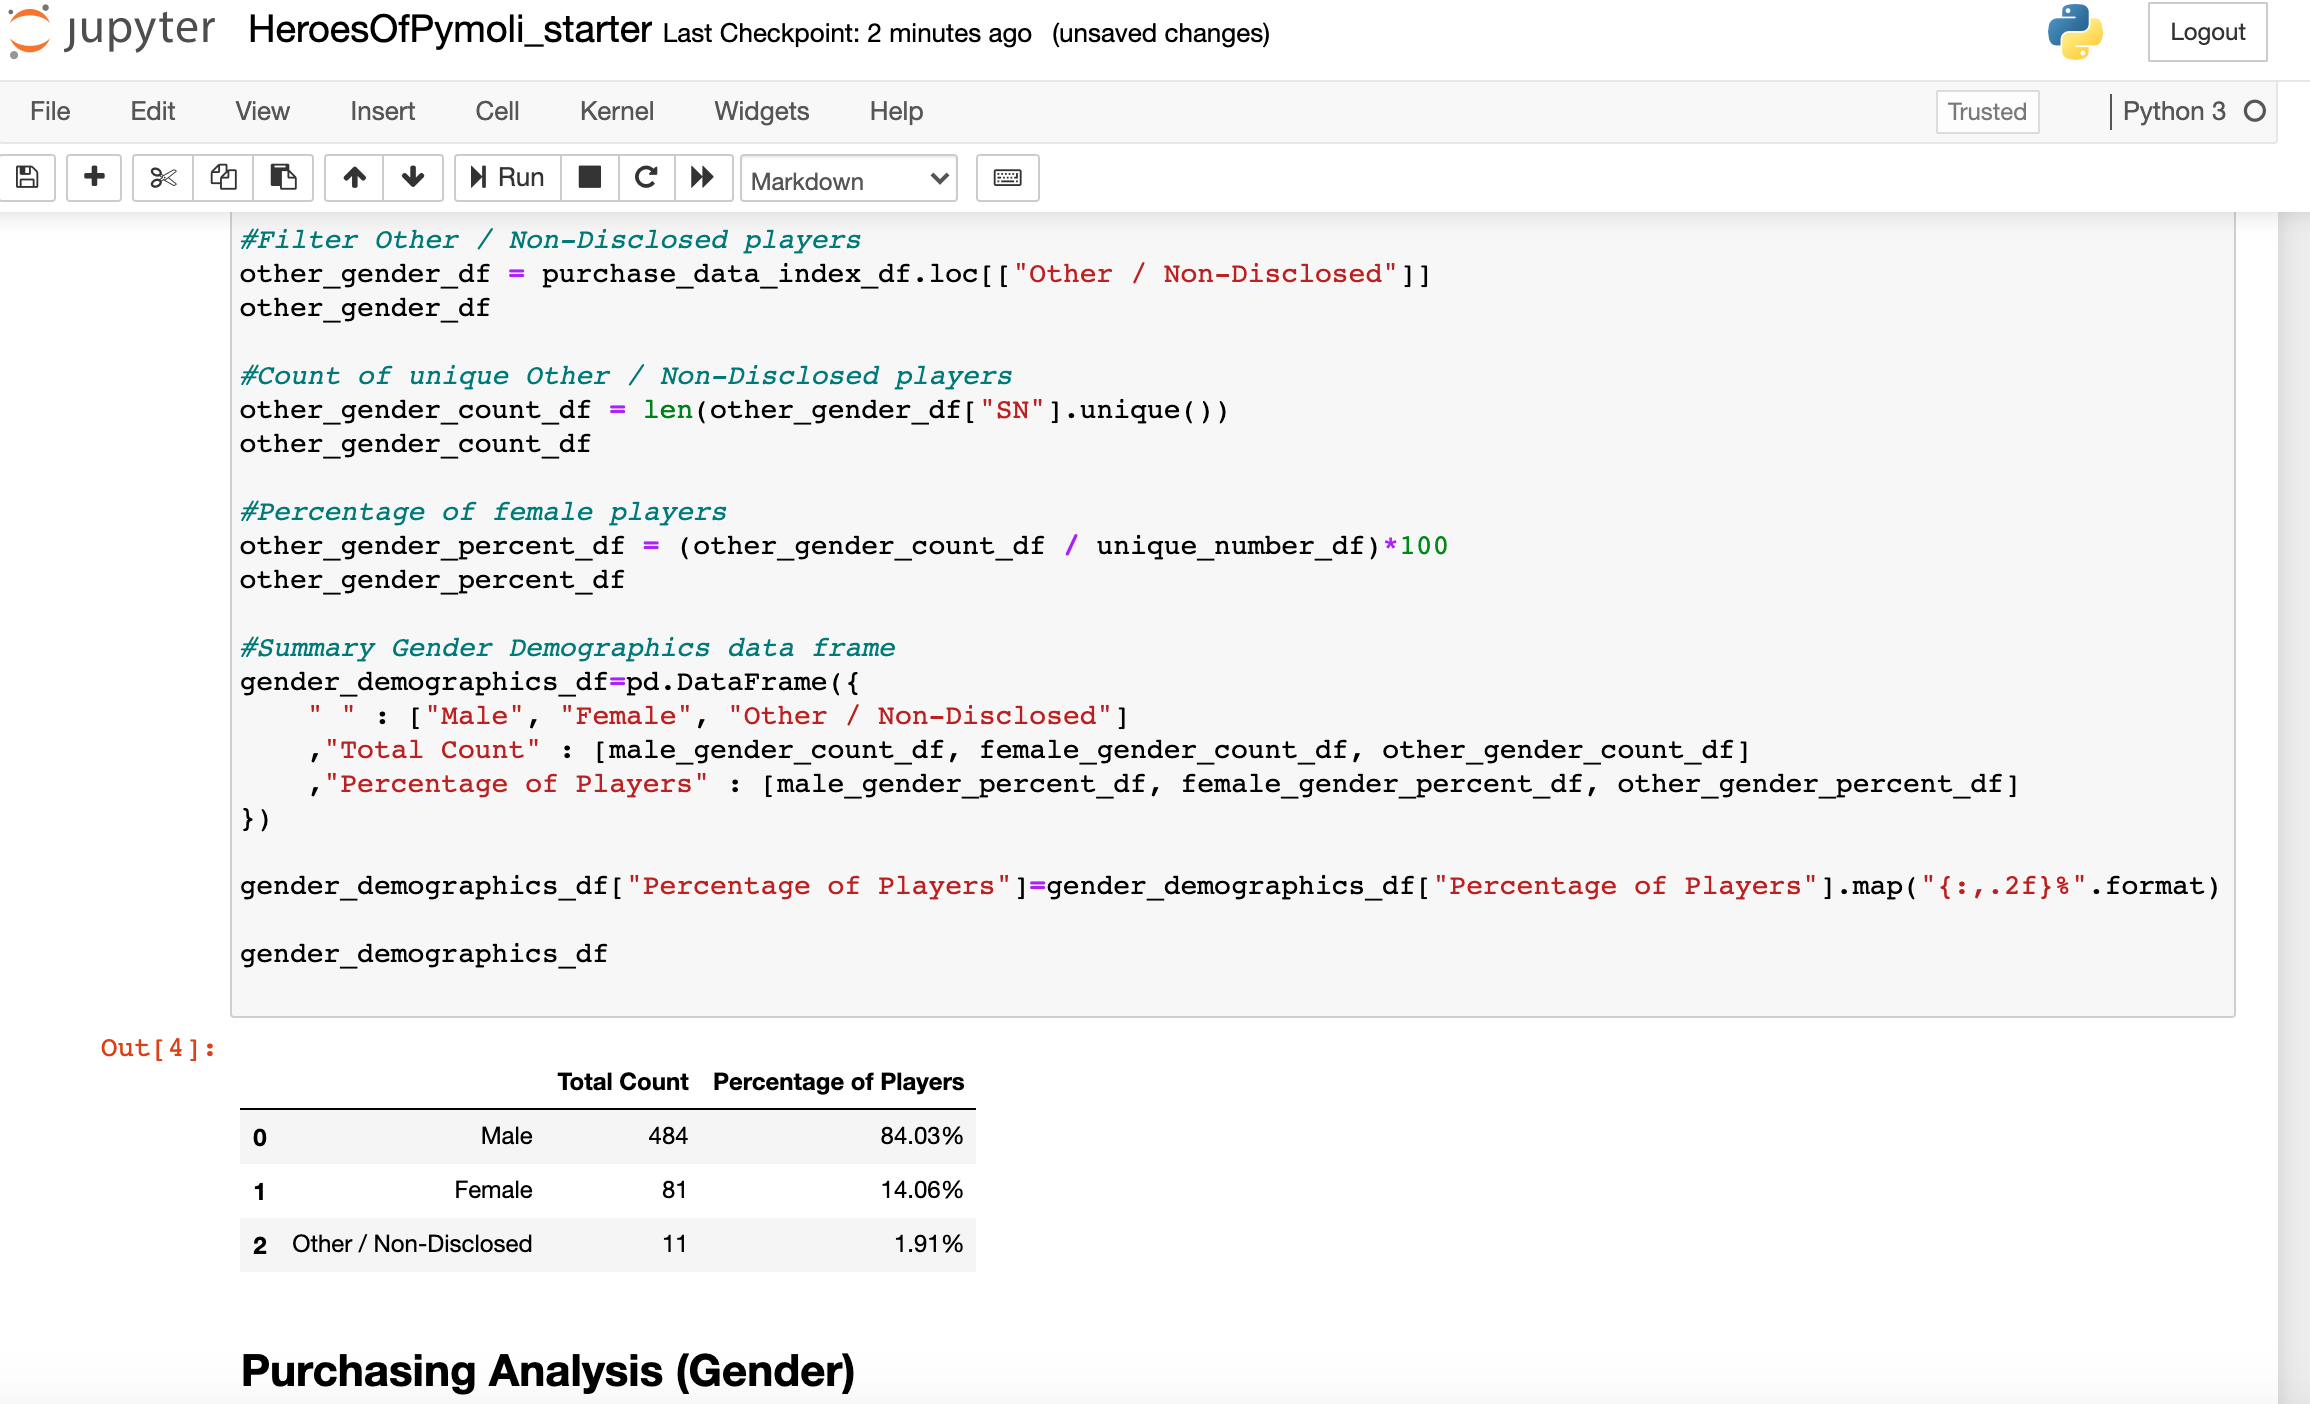 jupyter HeroesOfPymoli_starter Last Checkpoint: 2 minutes ago (unsaved changes) Logout
File Edit View Insert Cell Kernel Widgets Help Trusted Python 3
Run Markdown
#Filter Other / Non-Disclosed players
other_gender_df = purchase_data_index_df.loc[["Other / Non-Disclosed"]]
other_gender_df
#Count of unique Other / Non-Disclosed players
other_gender_count_df = len(other_gender_df["SN"].unique())
other_gender_count_df
#Percentage of female players
other_gender_percent_df = (other_gender_count_df / unique_number_df)*100
other_gender_percent_df
#Summary Gender Demographics data frame
gender_demographics_df=pd.DataFrame({
" " : ["Male", "Female", "Other / Non-Disclosed"]
,"Total Count" : [male_gender_count_df, female_gender_count_df, other_gender_count_df]
,"Percentage of Players" : [male_gender_percent_df, female_gender_percent_df, other_gender_percent_df]
})
gender_demographics_df["Percentage of Players"]=gender_demographics_df["Percentage of Players"].map("{:,.2f}%".format)
gender_demographics_df
Out[4]:
Total Count Percentage of Players
0 Male 484 84.03%
1 Female 81 14.06%
2 Other / Non-Disclosed 11 1.91%
Purchasing Analysis (Gender)